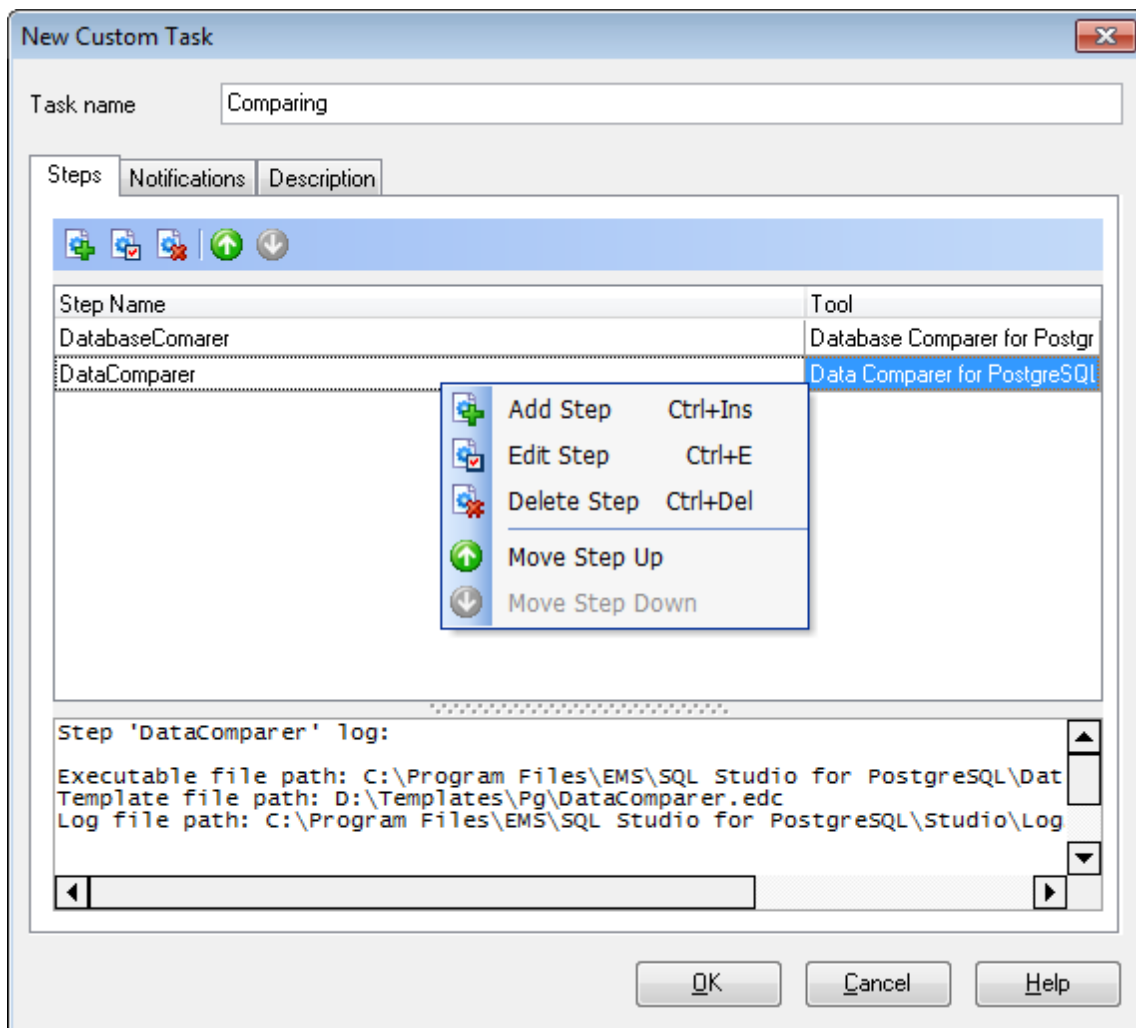 New Custom Task
Task name
Comparing
Steps
Notifications
Description
Step Name
Tool
DatabaseComarer
Database Comparer for Postgr
DataComparer
Data Comparer for PostgreSQL
Add Step Ctrl+Ins
Edit Step Ctrl+E
Delete Step Ctrl+Del
Move Step Up
Move Step Down
Step 'DataComparer' log:
Executable file path: C:\Program Files\EMS\SQL Studio for PostgreSQL\Dat
Template file path: D:\Templates\Pg\DataComparer.edc
Log file path: C:\Program Files\EMS\SQL Studio for PostgreSQL\Studio\Log
OK
Cancel
Help